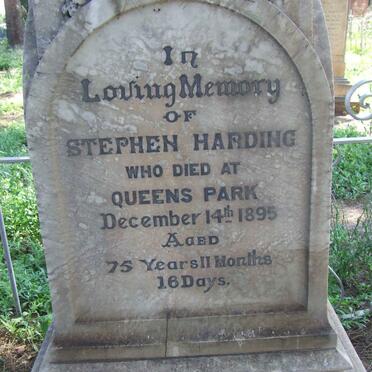 In
Loving Memory
OF
STEPHEN HARDING
WHO DIED AT
QUEENS PARK
December 14th 1895
Aged
75 Years 11 Months
16 Days.